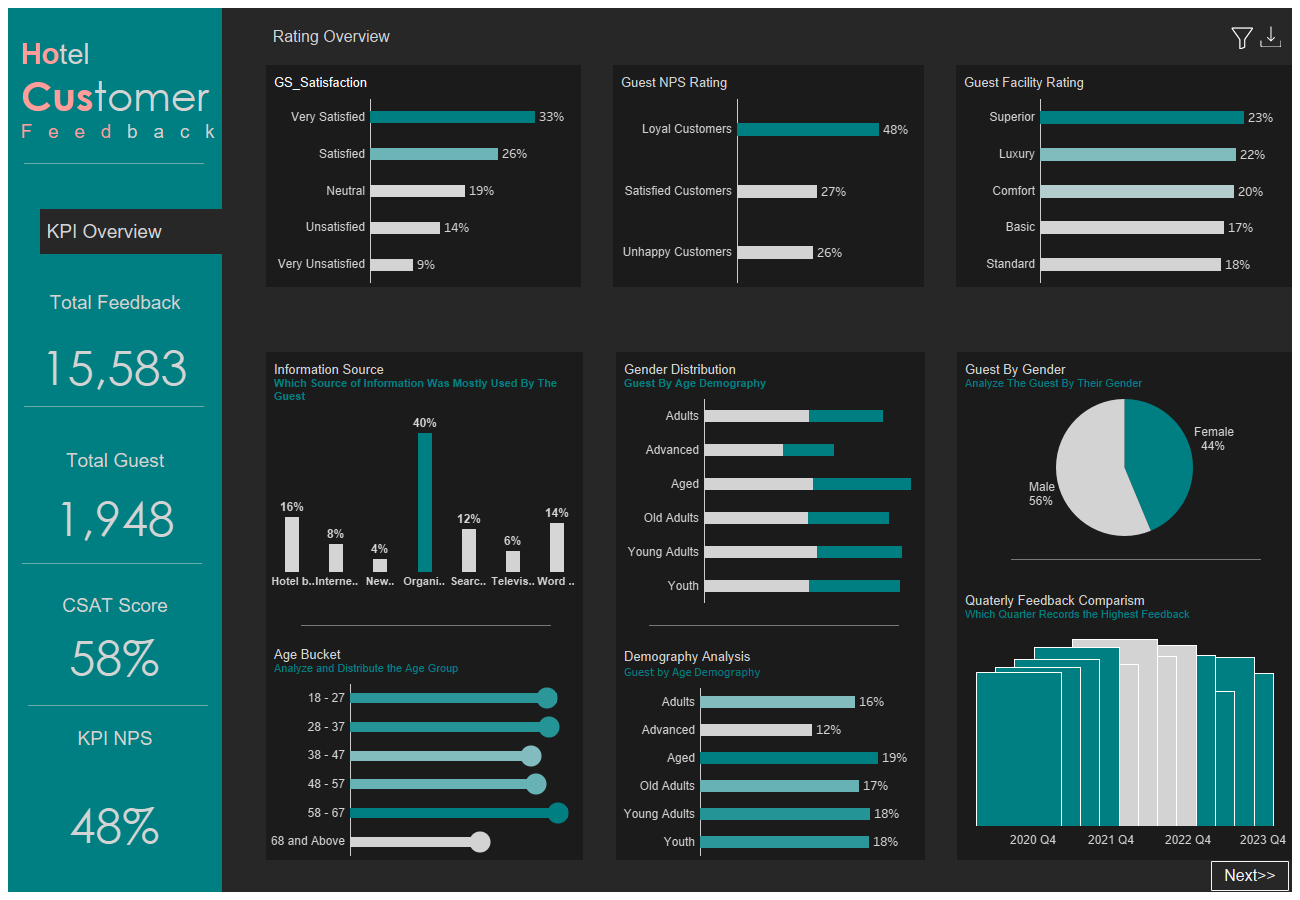 Hotel
Customer
Feedback
KPI Overview
Total Feedback
15,583
Total Guest
1,948
CSAT Score
58%
KPI NPS
48%
Rating Overview
GS_Satisfaction
Very Satisfied 33%
Satisfied 26%
Neutral 19%
Unsatisfied 14%
Very Unsatisfied 9%
Guest NPS Rating
Loyal Customers 48%
Satisfied Customers 27%
Unhappy Customers 26%
Guest Facility Rating
Superior 23%
Luxury 22%
Comfort 20%
Basic 17%
Standard 18%
Information Source
Which Source of Information Was Mostly Used By The
Guest
40%
16%
8%
4%
12%
6%
14%
Hotel b.. Interne.. New.. Organi.. Searc.. Televis.. Word ..
Age Bucket
Analyze and Distribute the Age Group
18 - 27
28 - 37
38 - 47
48 - 57
58 - 67
68 and Above
Gender Distribution
Guest By Age Demography
Adults
Advanced
Aged
Old Adults
Young Adults
Youth
Demography Analysis
Guest by Age Demography
Adults 16%
Advanced 12%
Aged 19%
Old Adults 17%
Young Adults 18%
Youth 18%
Guest By Gender
Analyze The Guest By Their Gender
Female
44%
Male
56%
Quaterly Feedback Comparism
Which Quarter Records the Highest Feedback
2020 Q4 2021 Q4 2022 Q4 2023 Q4
Next>>